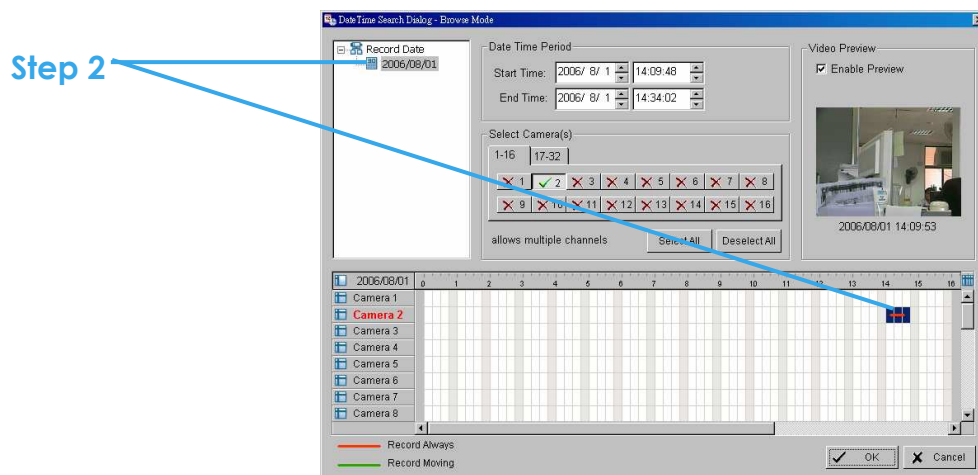 DateTime Search Dialog - Browse Mode
Step 2
Record Date
2006/08/01
Date Time Period
Start Time: 2006/ 8/ 1 14:09:48
End Time: 2006/ 8/ 1 14:34:02
Select Camera(s)
1-16 17-32
1 2 3 4 5 6 7 8
9 10 11 12 13 14 15 16
allows multiple channels Select All Deselect All
Video Preview
Enable Preview
2006/08/01 14:09:53
2006/08/01 0 1 2 3 4 5 6 7 8 9 10 11 12 13 14 15 16
Camera 1
Camera 2
Camera 3
Camera 4
Camera 5
Camera 6
Camera 7
Camera 8
Record Always
Record Moving
OK Cancel